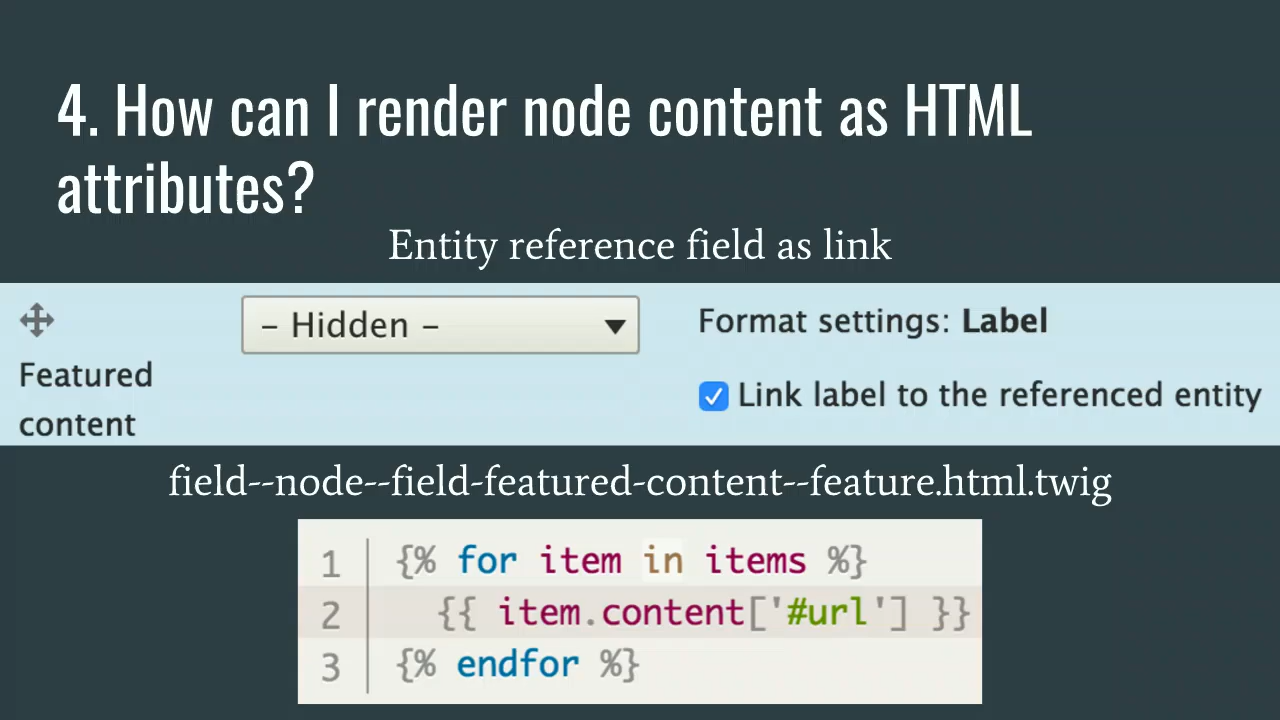 4. How can I render node content as HTML
attributes?
Entity reference field as link
– Hidden –
Format settings: Label
Featured
content
Link label to the referenced entity
field--node--field-featured-content--feature.html.twig
1 {% for item in items %}
2 {{ item.content['#url'] }}
3 {% endfor %}